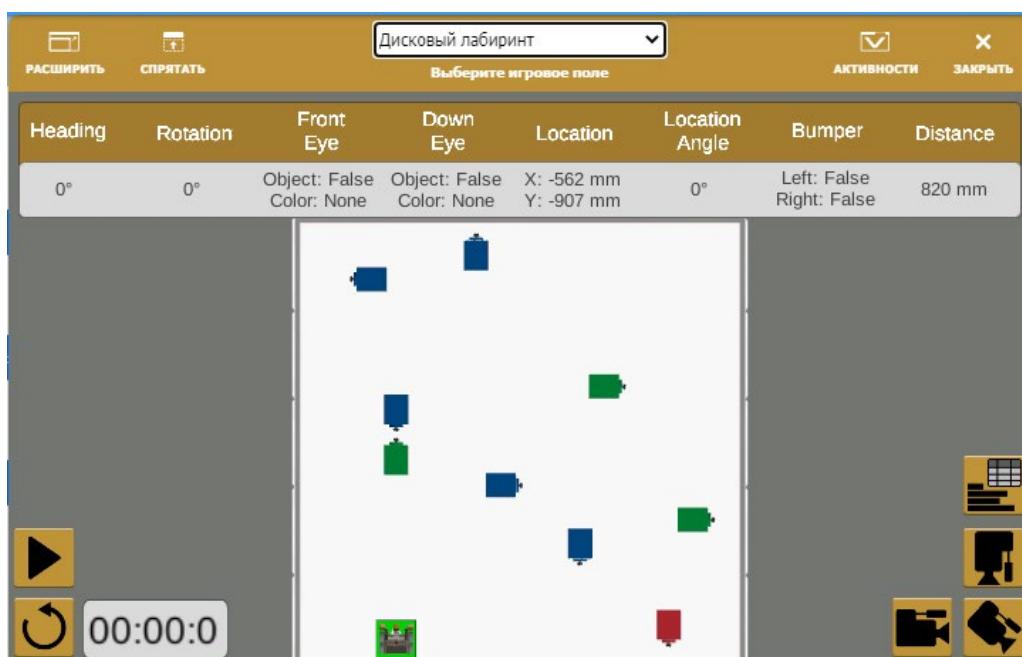 Дисковый лабиринт
РАСШИРИТЬ
СПРЯТАТЬ
Выберите игровое поле
АКТИВНОСТИ
ЗАКРЫТЬ
Heading
Rotation
Front
Eye
Down
Eye
Location
Location
Angle
Bumper
Distance
0°
0°
Object: False
Color: None
Object: False
Color: None
X: -562 mm
Y: -907 mm
0°
Left: False
Right: False
820 mm
00:00:0